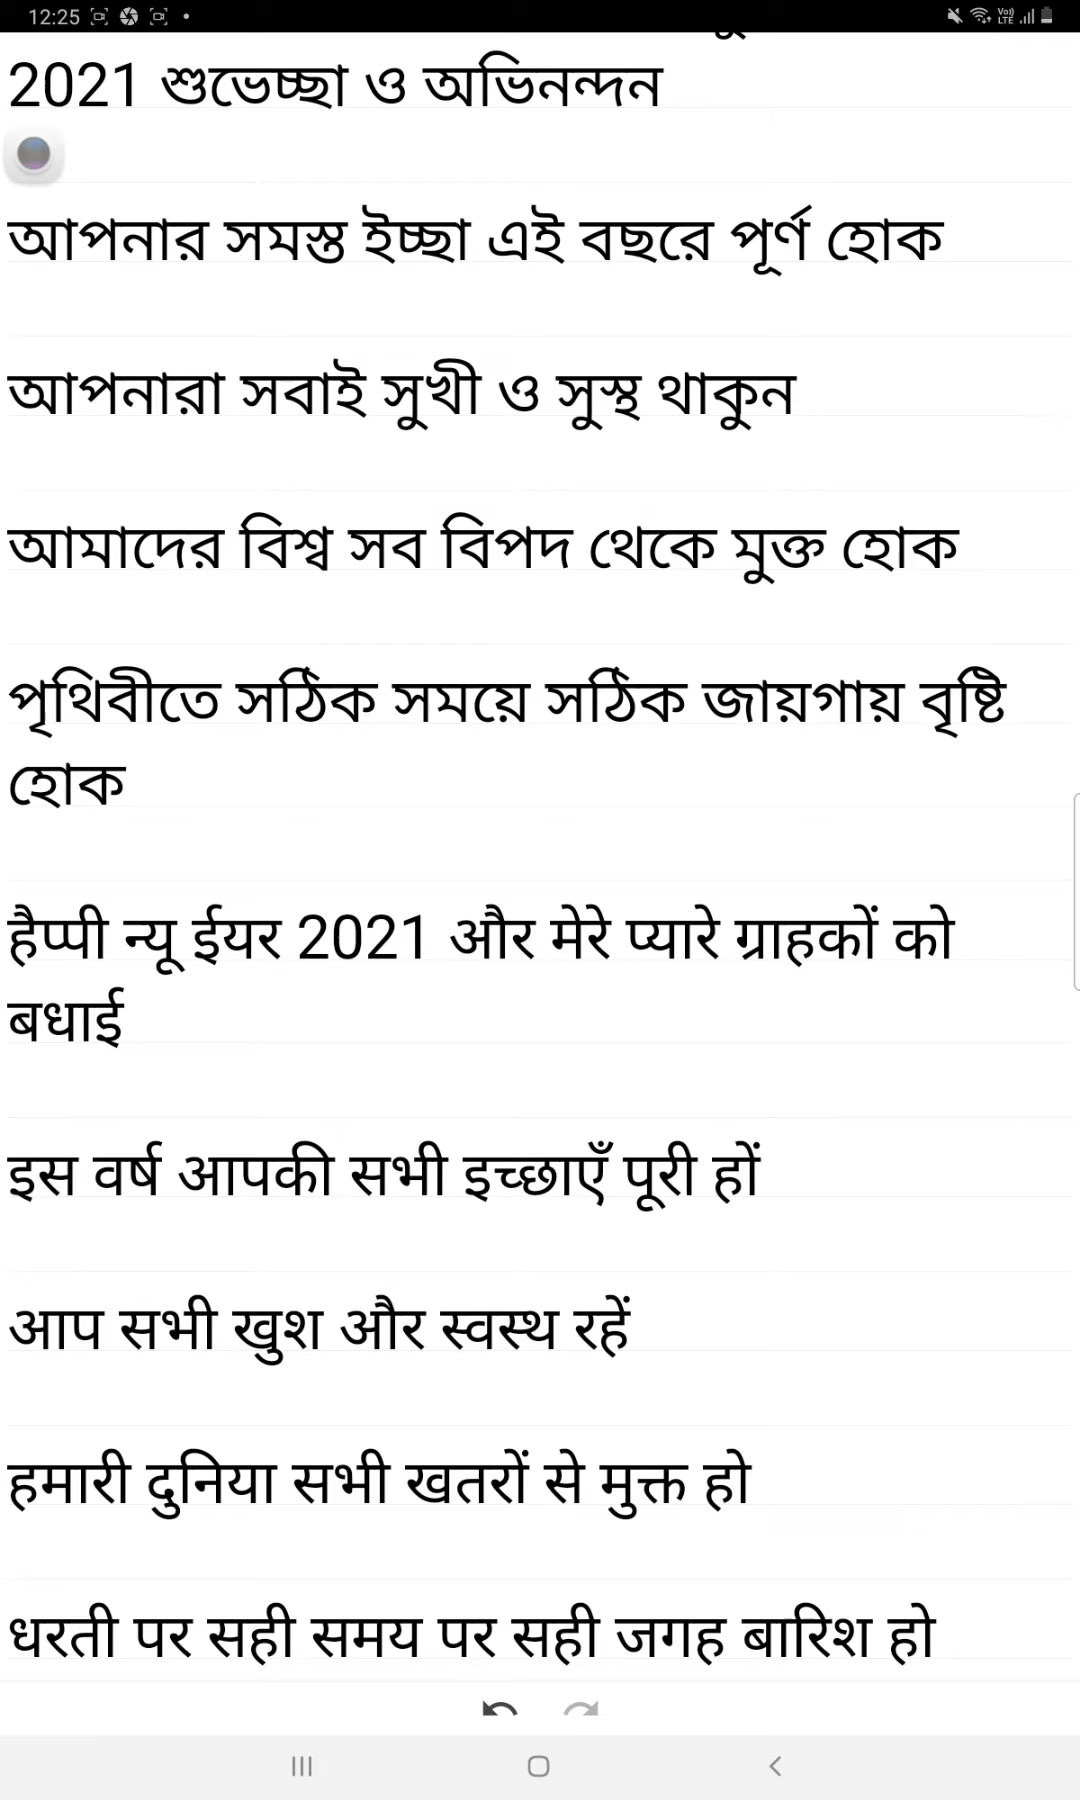 12:25
2021 শুভেচ্ছা ও অভিনন্দন
আপনার সমস্ত ইচ্ছা এই বছরে পূর্ণ হোক
আপনারা সবাই সুখী ও সুস্থ থাকুন
আমাদের বিশ্ব সব বিপদ থেকে মুক্ত হোক
পৃথিবীতে সঠিক সময়ে সঠিক জায়গায় বৃষ্টি
হোক
हैप्पी न्यू ईयर 2021 और मेरे प्यारे ग्राहकों को
बधाई
इस वर्ष आपकी सभी इच्छाएँ पूरी हों
आप सभी खुश और स्वस्थ रहें
हमारी दुनिया सभी खतरों से मुक्त हो
धरती पर सही समय पर सही जगह बारिश हो